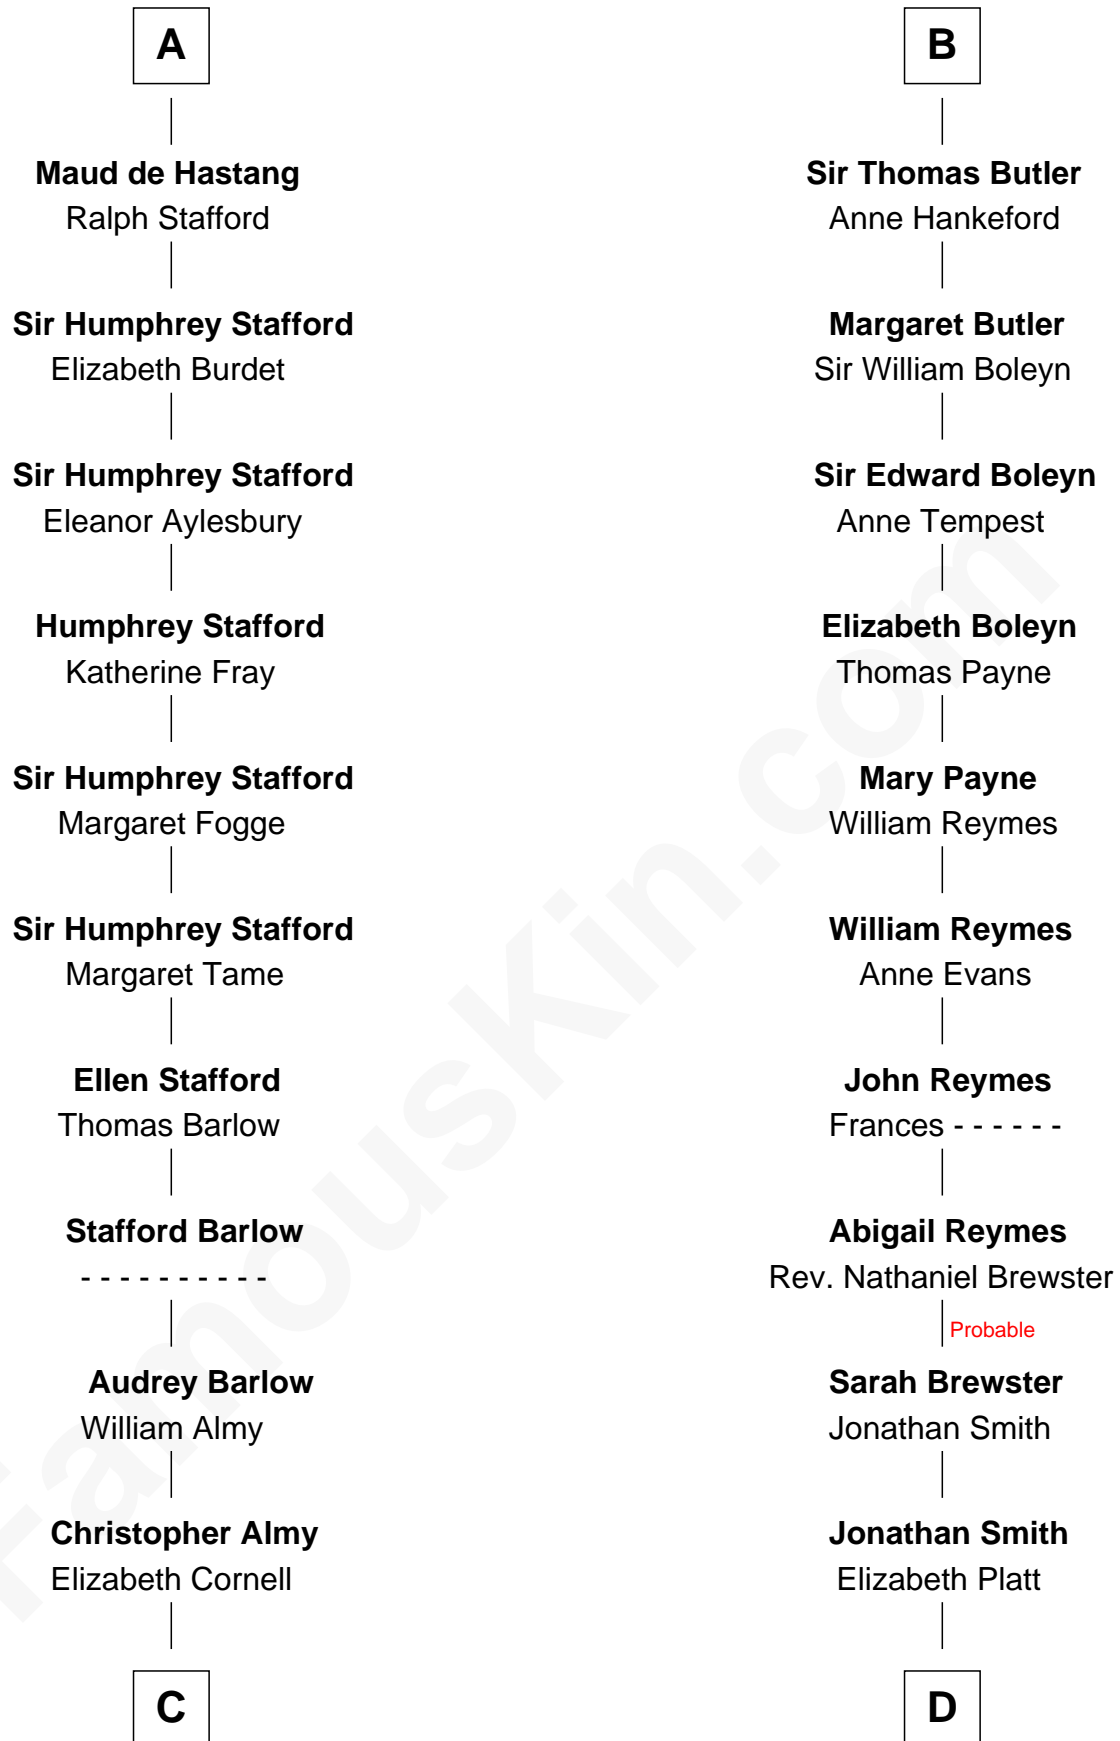 A
Maud de Hastang
Ralph Stafford
Sir Humphrey Stafford
Elizabeth Burdet
Sir Humphrey Stafford
Eleanor Aylesbury
Humphrey Stafford
Katherine Fray
Sir Humphrey Stafford
Margaret Fogge
Sir Humphrey Stafford
Margaret Tame
Ellen Stafford
Thomas Barlow
Stafford Barlow
- - - - - - - - - -
Audrey Barlow
William Almy
Christopher Almy
Elizabeth Cornell
C
B
Sir Thomas Butler
Anne Hankeford
Margaret Butler
Sir William Boleyn
Sir Edward Boleyn
Anne Tempest
Elizabeth Boleyn
Thomas Payne
Mary Payne
William Reymes
William Reymes
Anne Evans
John Reymes
Frances - - - - - -
Abigail Reymes
Rev. Nathaniel Brewster
Probable
Sarah Brewster
Jonathan Smith
Jonathan Smith
Elizabeth Platt
D
FamousKin.com